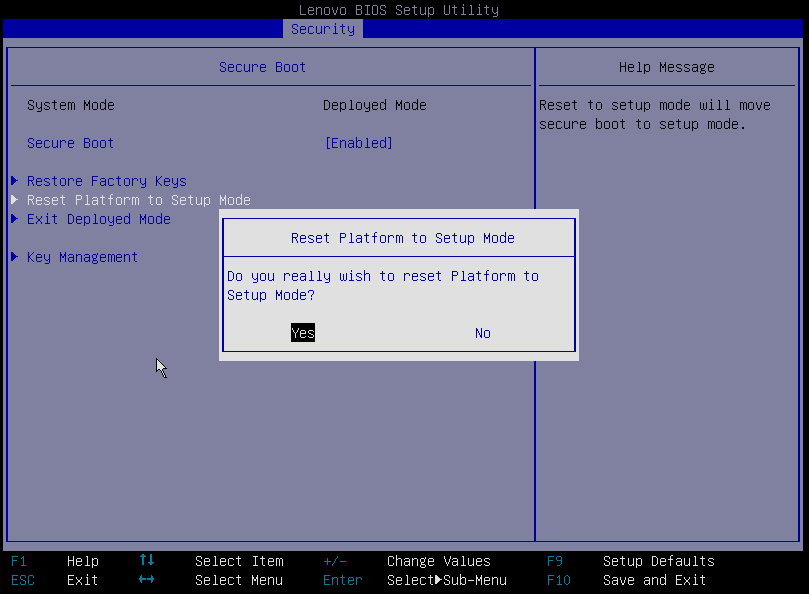 Lenovo BIOS Setup Utility
Security
Secure Boot
Help Message
System Mode Deployed Mode
Reset to setup mode will move
secure boot to setup mode.
Secure Boot [Enabled]
Restore Factory Keys
Reset Platform to Setup Mode
Exit Deployed Mode
Key Management
Reset Platform to Setup Mode
Do you really wish to reset Platform to
Setup Mode?
Yes No
F1 Help ↑↓ Select Item +/- Change Values F9 Setup Defaults
ESC Exit ←→ Select Menu Enter Select▶Sub-Menu F10 Save and Exit